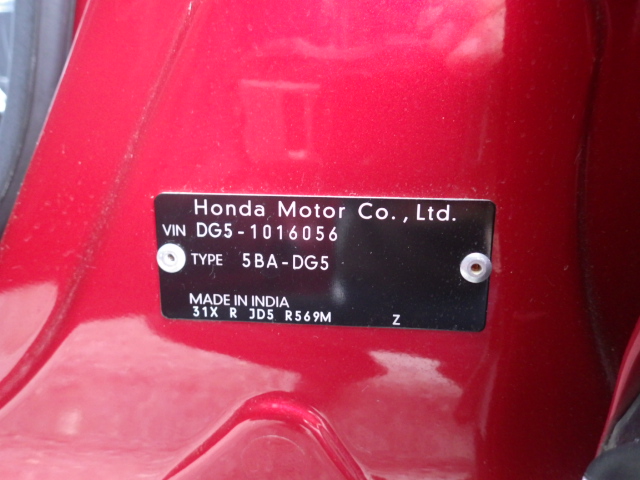 Honda Motor Co., Ltd.
VIN DG5-1016056
TYPE 5BA-DG5
MADE IN INDIA
31X R JD5 R569M Z